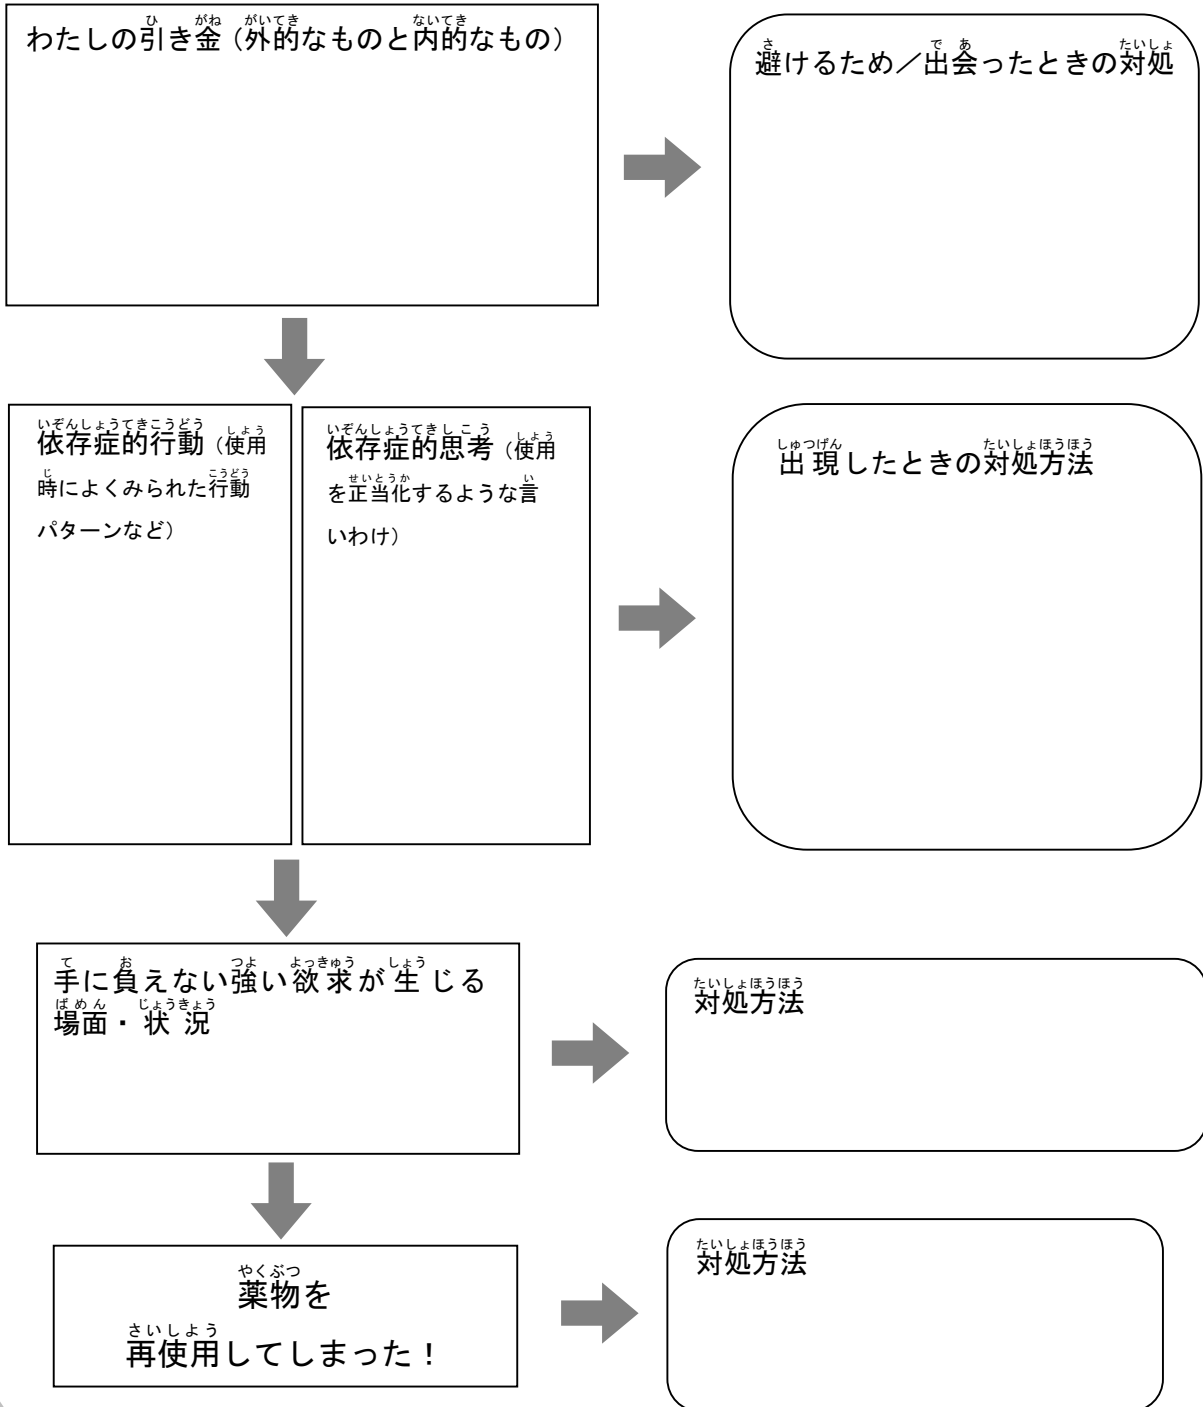 わたしの引き金（外的なものと内的なもの）
避けるため／出会ったときの対処
依存症的行動（使用
時によくみられた行動
パターンなど）
依存症的思考（使用
を正当化するような言
いわけ）
出現したときの対処方法
手に負えない強い欲求が生じる
場面・状況
対処方法
薬物を
再使用してしまった！
対処方法